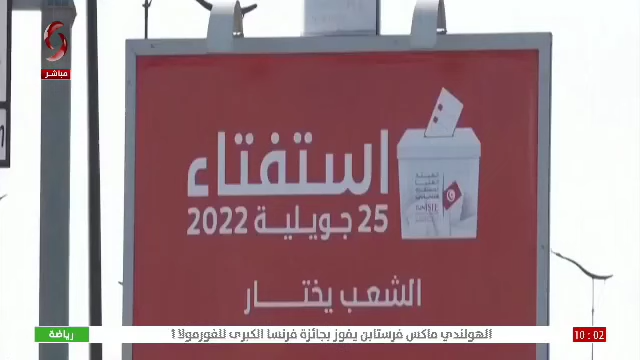 مباشر
استفتاء
25 جويلية 2022
الشعب يختار
TUNISIE
رياضة
الهولندي ماكس فرستابن يفوز بجائزة فرنسا الكبرى للفورمولا 1
10:02